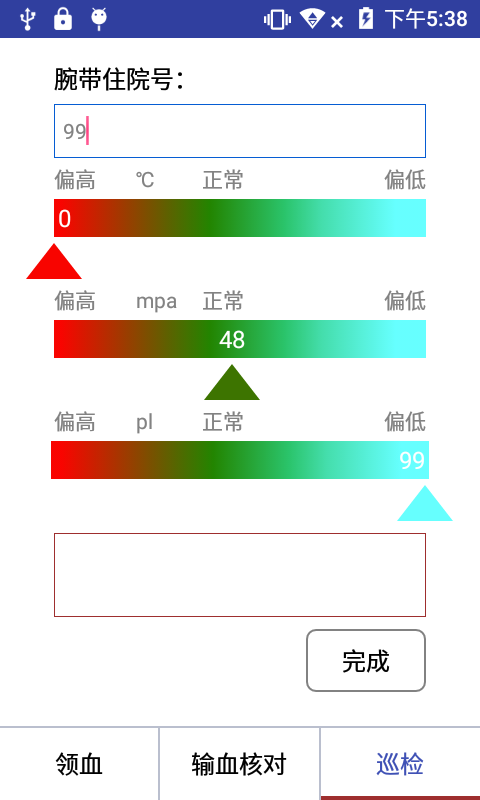 下午5:38
腕带住院号：
99
偏高 ℃ 正常 偏低
0
偏高 mpa 正常 偏低
48
偏高 pl 正常 偏低
99
完成
领血 输血核对 巡检